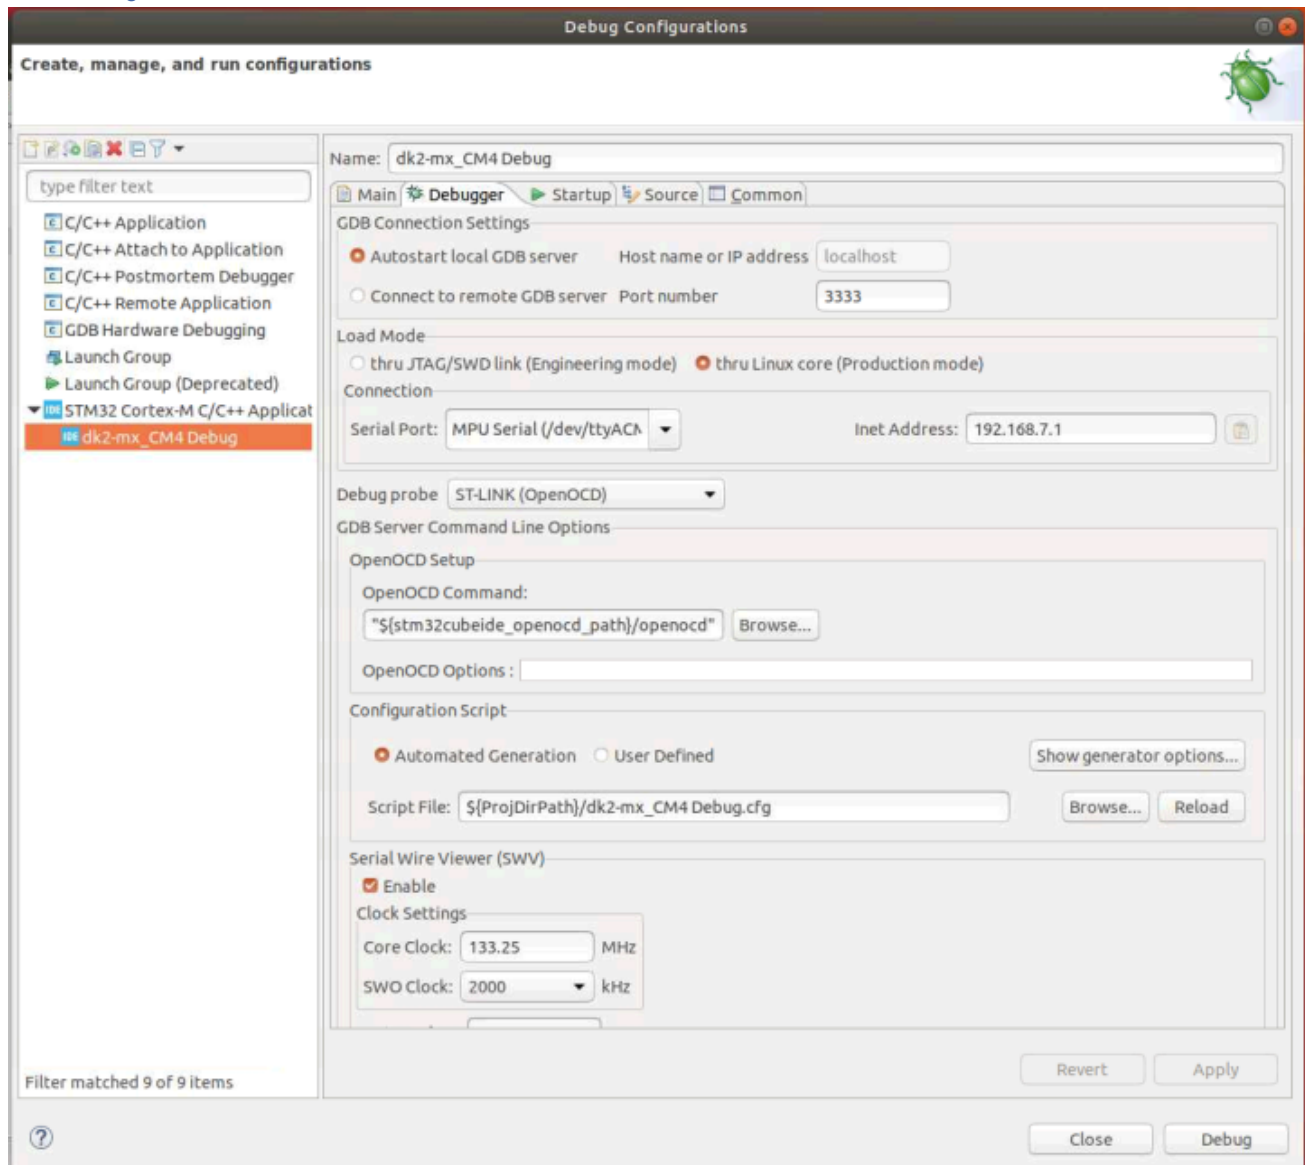 Debug Configurations
Create, manage, and run configurations
type filter text
C/C++ Application
C/C++ Attach to Application
C/C++ Postmortem Debugger
C/C++ Remote Application
GDB Hardware Debugging
Launch Group
Launch Group (Deprecated)
IDE STM32 Cortex-M C/C++ Applicat
IDE dk2-mx_CM4 Debug
Filter matched 9 of 9 items
Name: dk2-mx_CM4 Debug
Main Debugger Startup Source Common
GDB Connection Settings
Autostart local GDB server Host name or IP address localhost
Connect to remote GDB server Port number 3333
Load Mode
thru JTAG/SWD link (Engineering mode) thru Linux core (Production mode)
Connection
Serial Port: MPU Serial (/dev/ttyACM Inet Address: 192.168.7.1
Debug probe ST-LINK (OpenOCD)
GDB Server Command Line Options
OpenOCD Setup
OpenOCD Command:
"${stm32cubeide_openocd_path}/openocd" Browse...
OpenOCD Options :
Configuration Script
Automated Generation User Defined Show generator options...
Script File: ${ProjDirPath}/dk2-mx_CM4 Debug.cfg Browse... Reload
Serial Wire Viewer (SWV)
Enable
Clock Settings
Core Clock: 133.25 MHz
SWO Clock: 2000 kHz
Revert Apply
? Close Debug